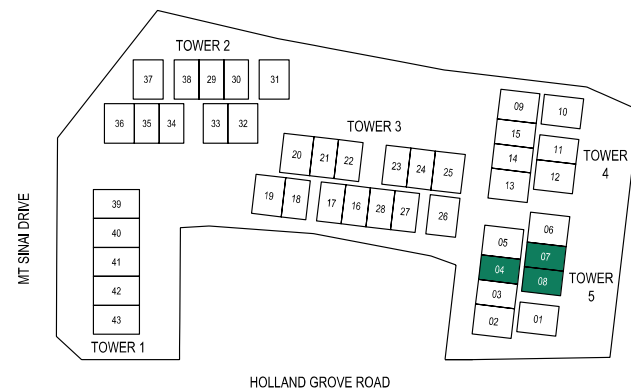 TOWER 2
37 38 29 30 31
36 35 34 33 32
TOWER 3
20 21 22 23 24 25
19 18 17 16 28 27 26
09 10
15
14
13
11
12
TOWER
4
MT SINAI DRIVE
39
40
41
42
43
TOWER 1
05
04
03
02
06
07
08
01
TOWER
5
HOLLAND GROVE ROAD